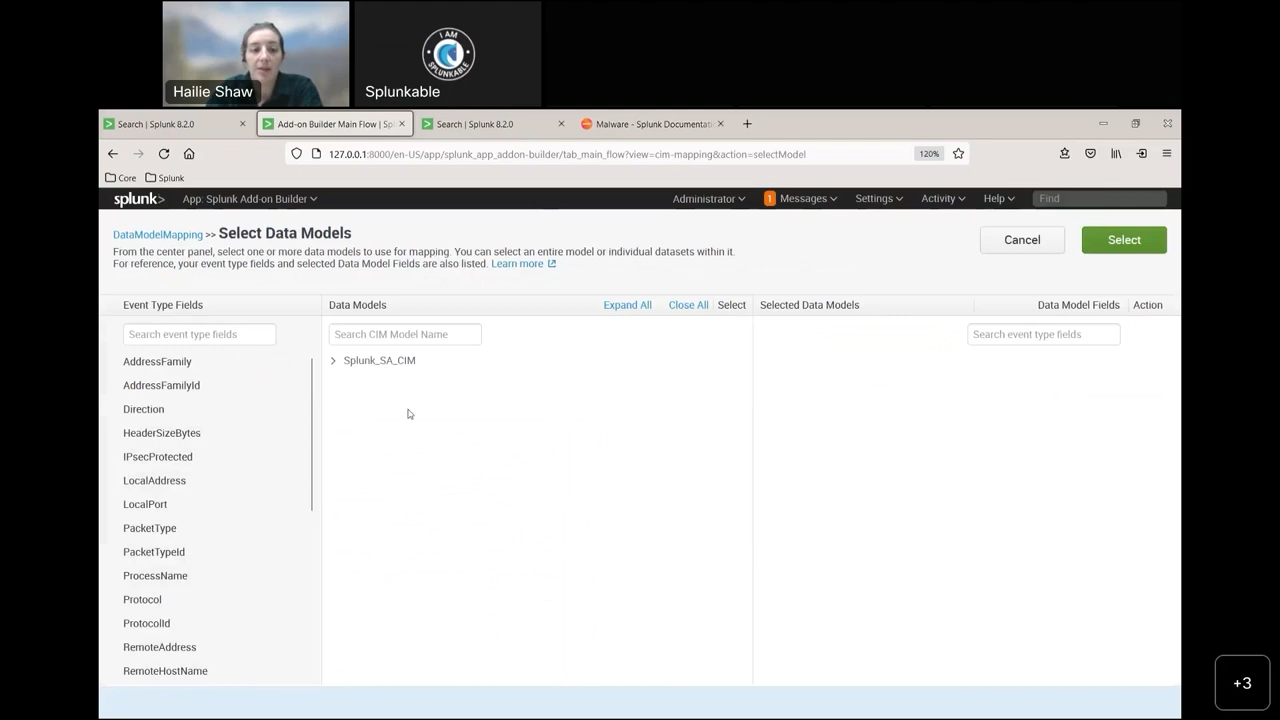 I AM
SPLUNKABLE
Hailie Shaw
Splunkable
Search | Splunk 8.2.0
Add-on Builder Main Flow | Spl
Search | Splunk 8.2.0
Malware - Splunk Documentati
127.0.0.1:8000/en-US/app/splunk_app_addon-builder/tab_main_flow?view=cim-mapping&action=selectModel
120%
Core
Splunk
splunk>
App: Splunk Add-on Builder
Administrator
1 Messages
Settings
Activity
Help
Find
DataModelMapping >> Select Data Models
From the center panel, select one or more data models to use for mapping. You can select an entire model or individual datasets within it.
For reference, your event type fields and selected Data Model Fields are also listed. Learn more
Cancel
Select
Event Type Fields
Data Models
Expand All
Close All
Select
Selected Data Models
Data Model Fields
Action
Search event type fields
Search CIM Model Name
Search event type fields
Splunk_SA_CIM
AddressFamily
AddressFamilyId
Direction
HeaderSizeBytes
IPsecProtected
LocalAddress
LocalPort
PacketType
PacketTypeId
ProcessName
Protocol
ProtocolId
RemoteAddress
RemoteHostName
+3